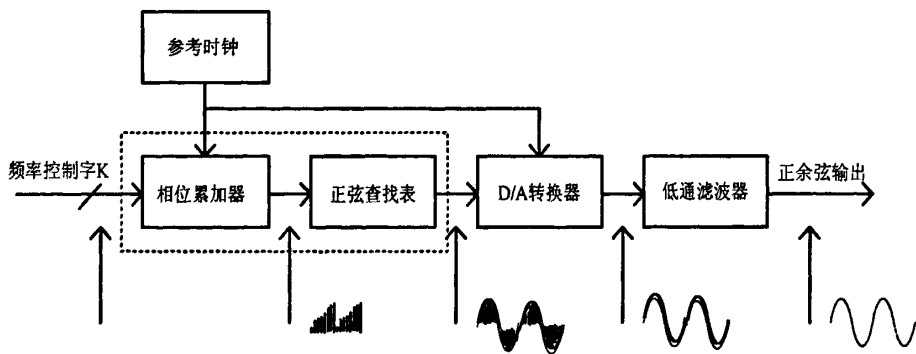 参考时钟
频率控制字K
相位累加器
正弦查找表
D/A转换器
低通滤波器
正余弦输出